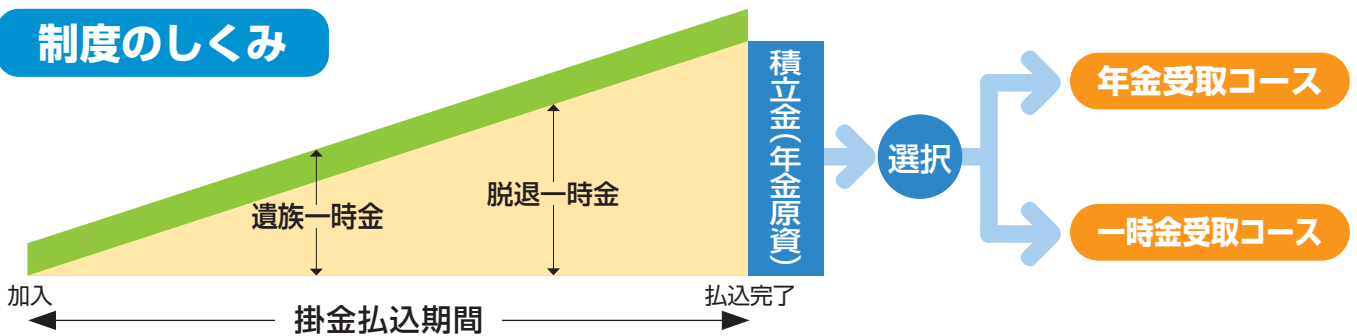 制度のしくみ
遺族一時金
脱退一時金
積立金(年金原資)
選択
年金受取コース
一時金受取コース
加入
払込完了
掛金払込期間